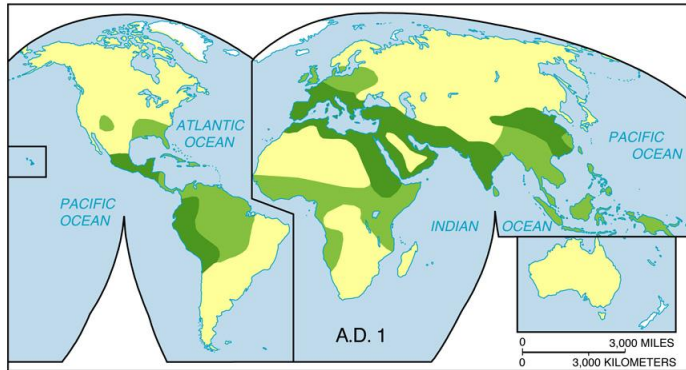 ATLANTIC
OCEAN
PACIFIC
OCEAN
PACIFIC
OCEAN
INDIAN OCEAN
A.D. 1
0 3,000 MILES
0 3,000 KILOMETERS